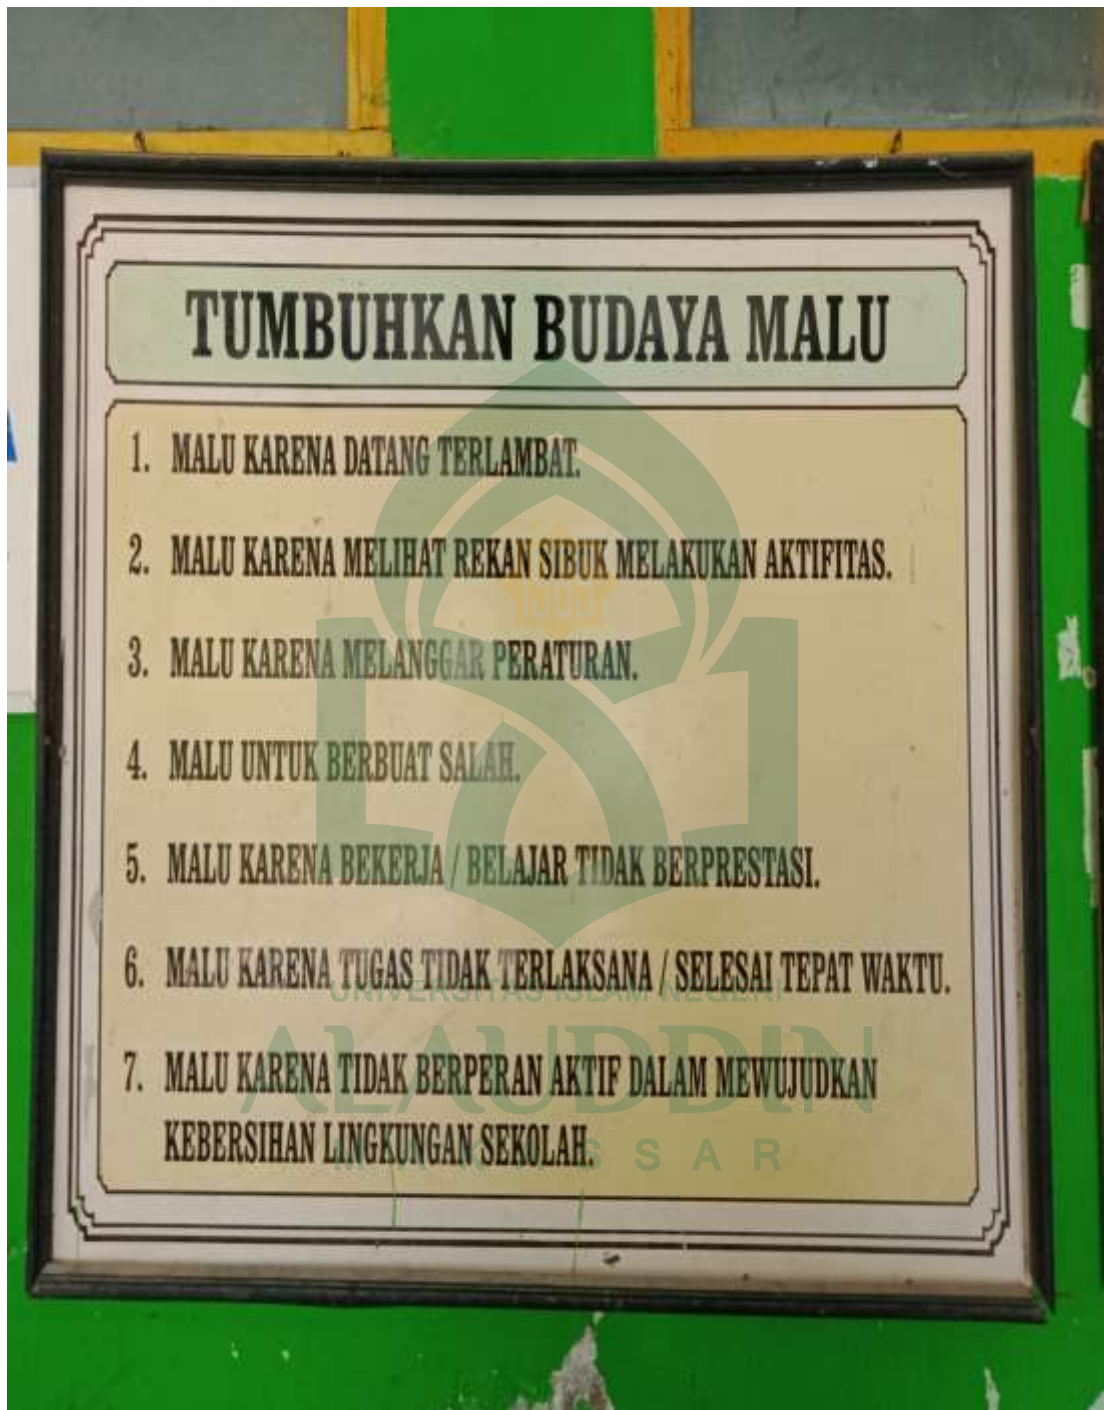 TUMBUHKAN BUDAYA MALU
1. MALU KARENA DATANG TERLAMBAT.
2. MALU KARENA MELIHAT REKAN SIBUK MELAKUKAN AKTIFITAS.
3. MALU KARENA MELANGGAR PERATURAN.
4. MALU UNTUK BERBUAT SALAH.
5. MALU KARENA BEKERJA / BELAJAR TIDAK BERPRESTASI.
6. MALU KARENA TUGAS TIDAK TERLAKSANA / SELESAI TEPAT WAKTU.
UNIVERSITAS ISLAM NEGERI
ALAUDDIN
7. MALU KARENA TIDAK BERPERAN AKTIF DALAM MEWUJUDKAN
KEBERSIHAN LINGKUNGAN SEKOLAH.
MAKASSAR